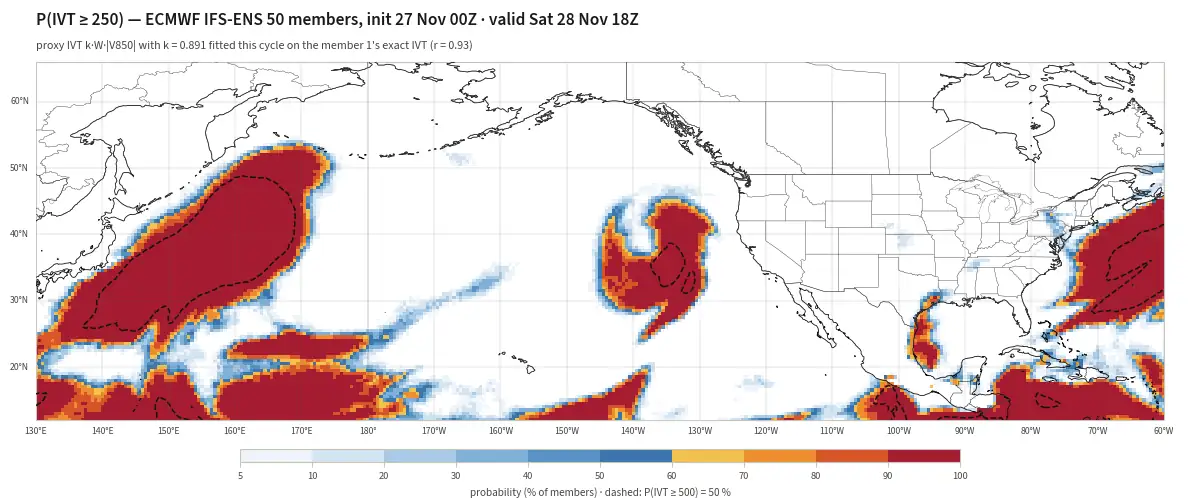 P(IVT ≥ 250) — ECMWF IFS-ENS 50 members, init 27 Nov 00Z · valid Sat 28 Nov 18Z
proxy IVT k·W·|V850| with k = 0.891 fitted this cycle on the member 1's exact IVT (r = 0.93)
60°N
50°N
40°N
30°N
20°N
130°E 140°E 150°E 160°E 170°E 180° 170°W 160°W 150°W 140°W 130°W 120°W 110°W 100°W 90°W 80°W 70°W 60°W
5 10 20 30 40 50 60 70 80 90 100
probability (% of members) · dashed: P(IVT ≥ 500) = 50 %